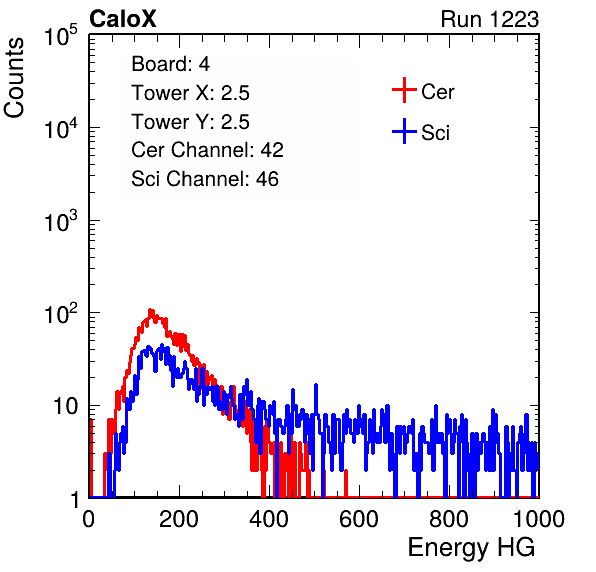 CaloX Run 1223
Counts
10^5
10^4
10^3
10^2
10
1
Board: 4
Tower X: 2.5
Tower Y: 2.5
Cer Channel: 42
Sci Channel: 46
Cer
Sci
0 200 400 600 800 1000
Energy HG